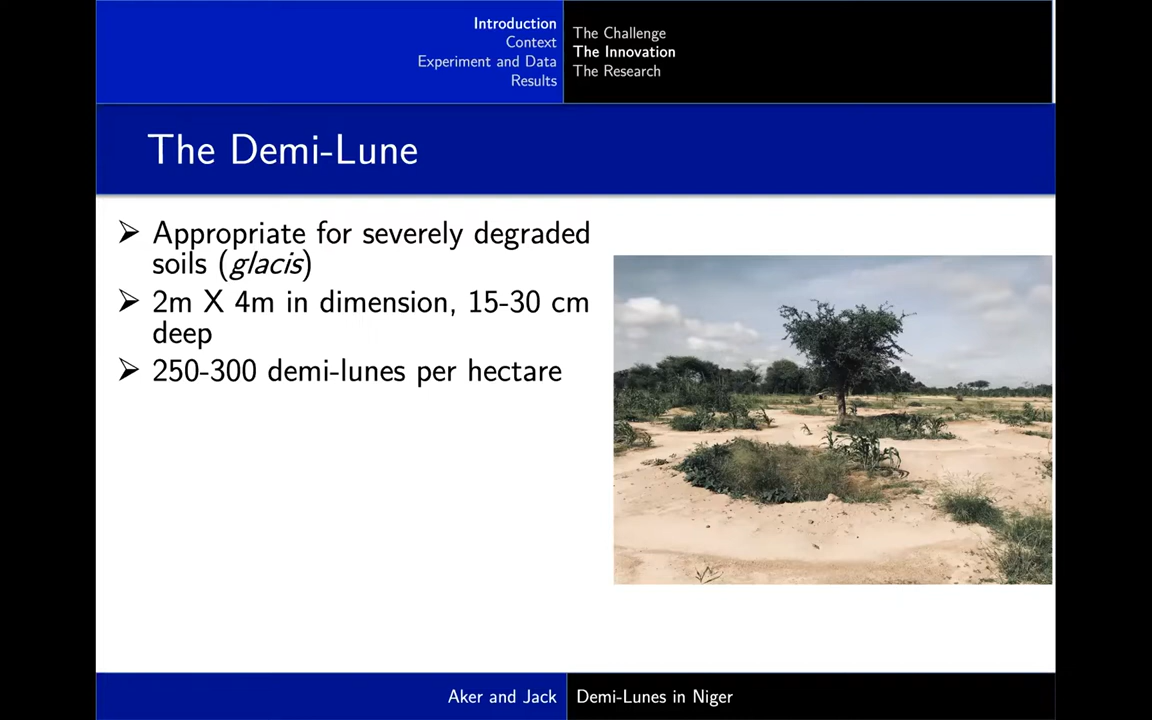 Introduction
Context
Experiment and Data
Results
The Challenge
The Innovation
The Research
The Demi-Lune
➢ Appropriate for severely degraded
soils (glacis)
➢ 2m X 4m in dimension, 15-30 cm
deep
➢ 250-300 demi-lunes per hectare
Aker and Jack
Demi-Lunes in Niger